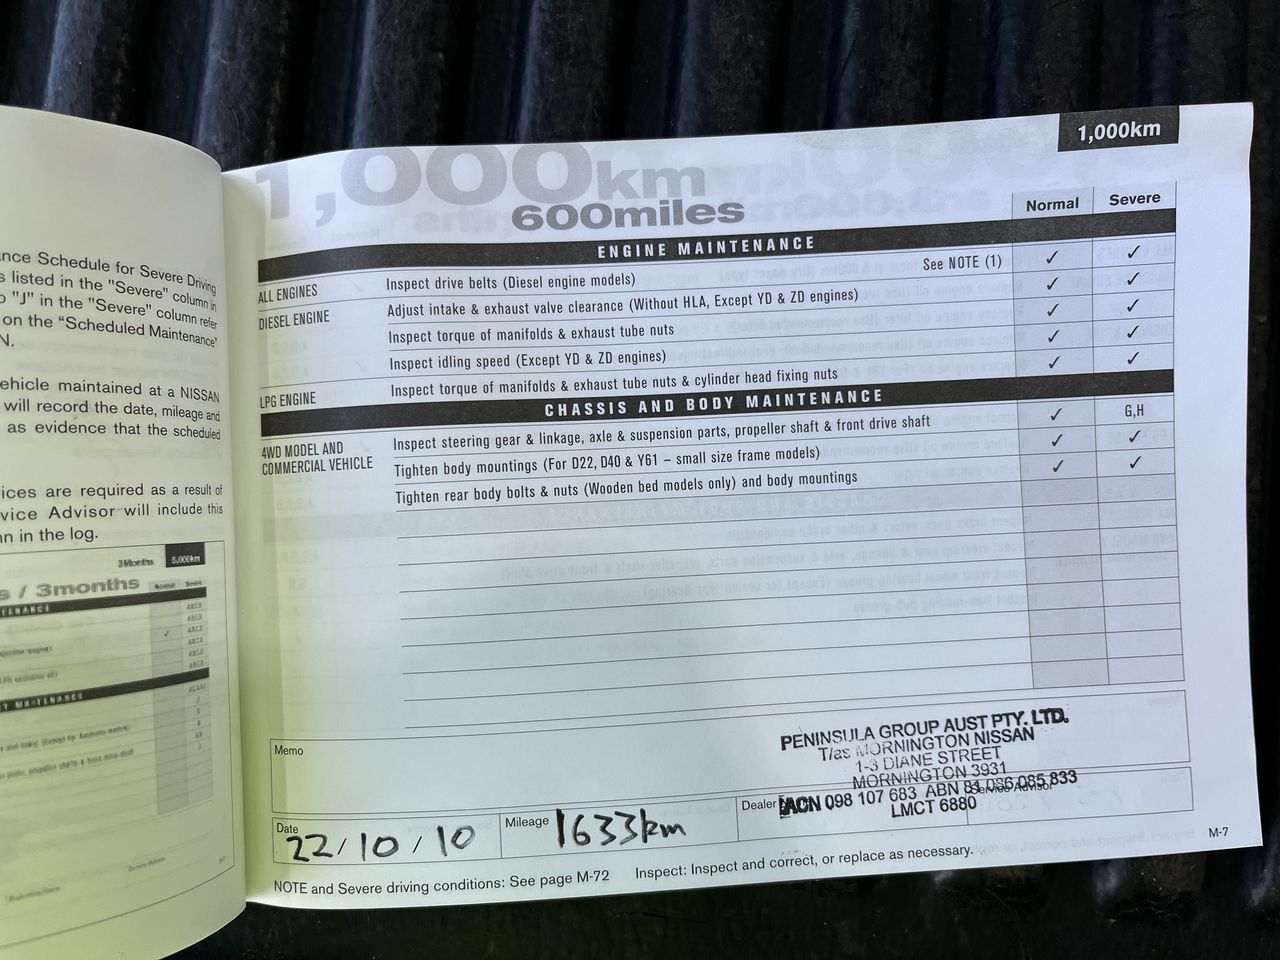 nce Schedule for Severe Driving
s listed in the "Severe" column in
o "J" in the "Severe" column refer
on the "Scheduled Maintenance"
N.
ehicle maintained at a NISSAN
will record the date, mileage and
as evidence that the scheduled
ices are required as a result of
vice Advisor will include this
n in the log.
3Months 5,000km
s / 3months
1,000km
1,000km
600miles
Normal Severe
ENGINE MAINTENANCE
ALL ENGINES Inspect drive belts (Diesel engine models) See NOTE (1) ✓ ✓
DIESEL ENGINE Adjust intake & exhaust valve clearance (Without HLA, Except YD & ZD engines) ✓ ✓
Inspect torque of manifolds & exhaust tube nuts ✓ ✓
Inspect idling speed (Except YD & ZD engines) ✓ ✓
LPG ENGINE Inspect torque of manifolds & exhaust tube nuts & cylinder head fixing nuts ✓ ✓
CHASSIS AND BODY MAINTENANCE
4WD MODEL AND COMMERCIAL VEHICLE Inspect steering gear & linkage, axle & suspension parts, propeller shaft & front drive shaft ✓ G,H
Tighten body mountings (For D22, D40 & Y61 – small size frame models) ✓ ✓
Tighten rear body bolts & nuts (Wooden bed models only) and body mountings ✓ ✓
Memo
PENINSULA GROUP AUST PTY. LTD.
T/as MORNINGTON NISSAN
1-3 DIANE STREET
MORNINGTON 3931
ACN 098 107 683 ABN 81 086 085 833
LMCT 6880
Date 22/10/10 Mileage 1633km Dealer Service Advisor
NOTE and Severe driving conditions: See page M-72 Inspect: Inspect and correct, or replace as necessary.
M-7